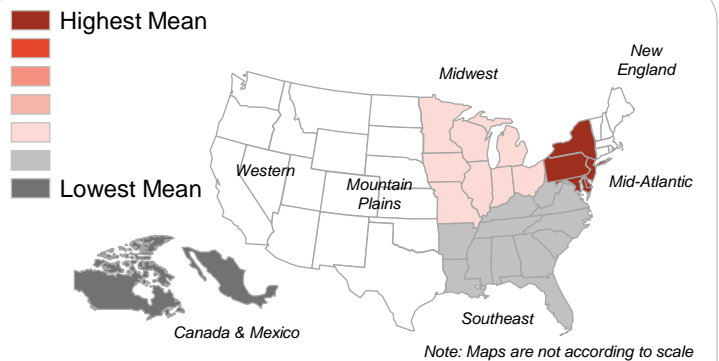 Highest Mean
New
England
Midwest
Western
Mountain
Plains
Mid-Atlantic
Lowest Mean
Southeast
Canada & Mexico
Note: Maps are not according to scale